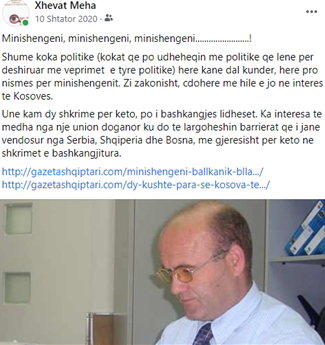 Xhevat Meha
10 Shtator 2020
Minishengeni, minishengeni, minishengeni........................!
Shume koka politike (kokat qe po udheheqin me politike qe lene per
deshiruar me veprimet e tyre politike) here kane dal kunder, here pro
nismes per minishengenit. Zi zakonisht, cdohere me hile e jo ne interes
te Kosoves.
Une kam dy shkrime per keto, po i bashkangjes lidheset. Ka interesa te
medha nga nje union doganor ku do te largoheshin barrierat qe i jane
vendosur nga Serbia, Shqiperia dhe Bosna, me gjeresisht per keto ne
shkrimet e bashkangjitura.
http://gazetashqiptari.com/minishengeni-ballkanik-blla.../
http://gazetashqiptari.com/dy-kushte-para-se-kosova-te.../